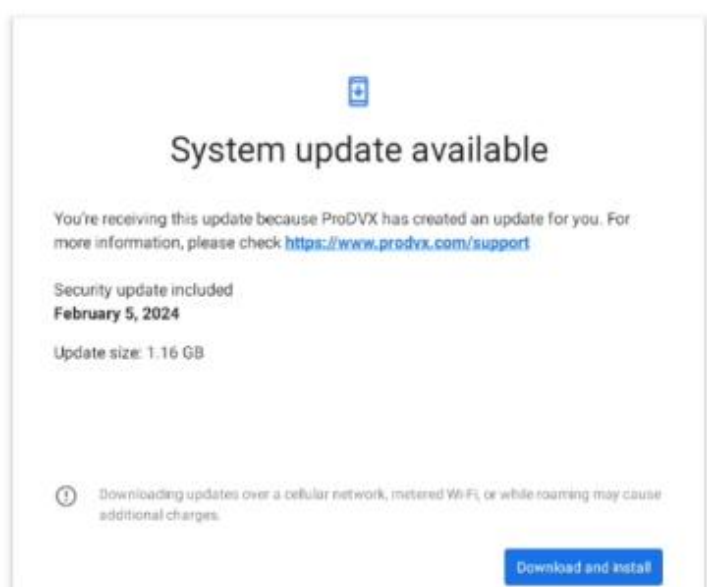 System update available
You're receiving this update because ProDVX has created an update for you. For
more information, please check https://www.prodvx.com/support
Security update included
February 5, 2024
Update size: 1.16 GB
Downloading updates over a cellular network, metered Wi-Fi, or while roaming may cause
additional charges.
Download and install